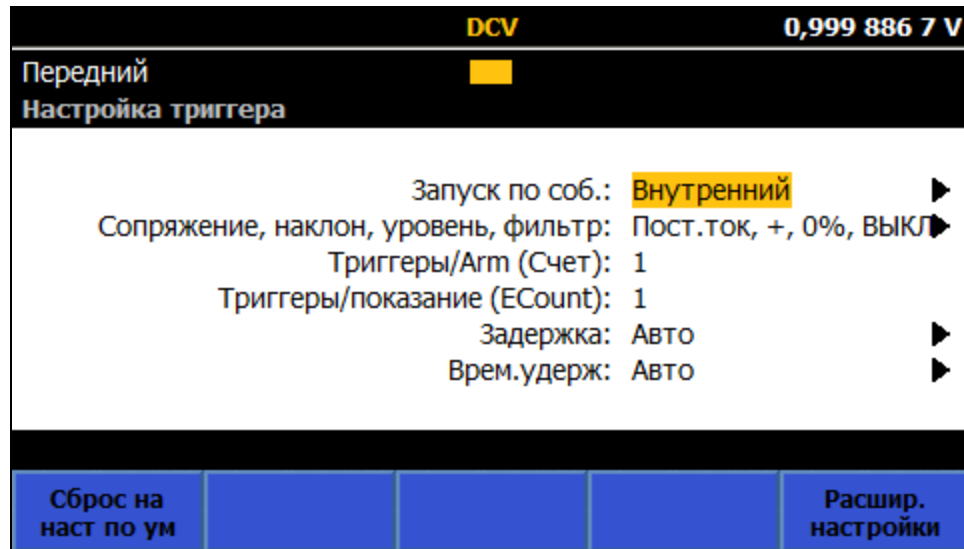 DCV 0,999 886 7 V
Передний
Настройка триггера
Запуск по соб.: Внутренний
Сопряжение, наклон, уровень, фильтр: Пост.ток, +, 0%, ВЫКЛ
Триггеры/Arm (Счет): 1
Триггеры/показание (ECount): 1
Задержка: Авто
Врем.удерж: Авто
Сброс на
наст по ум
Расшир.
настройки